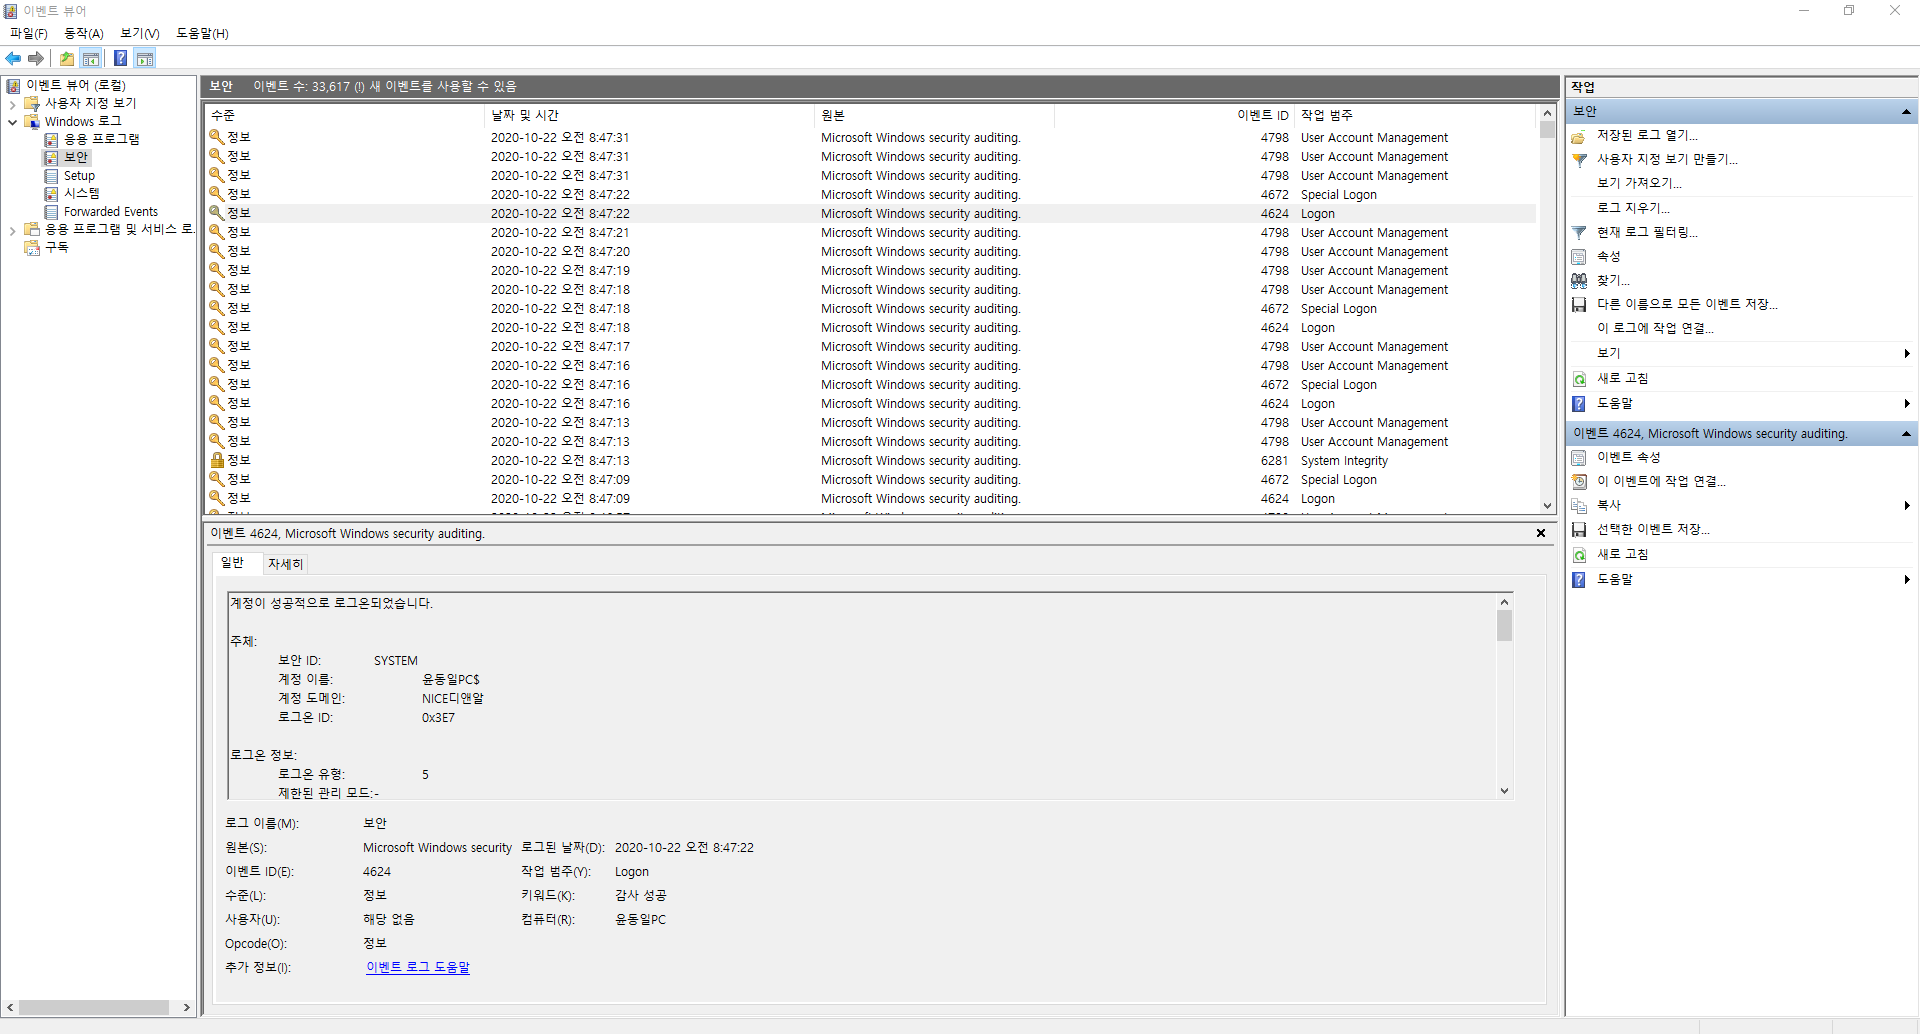 이벤트 뷰어
파일(F) 동작(A) 보기(V) 도움말(H)
이벤트 뷰어 (로컬)
사용자 지정 보기
Windows 로그
응용 프로그램
보안
Setup
시스템
Forwarded Events
응용 프로그램 및 서비스 로.
구독
보안 이벤트 수: 33,617 (!) 새 이벤트를 사용할 수 있음
수준 날짜 및 시간 원본 이벤트 ID 작업 범주
정보 2020-10-22 오전 8:47:31 Microsoft Windows security auditing. 4798 User Account Management
정보 2020-10-22 오전 8:47:31 Microsoft Windows security auditing. 4798 User Account Management
정보 2020-10-22 오전 8:47:31 Microsoft Windows security auditing. 4798 User Account Management
정보 2020-10-22 오전 8:47:22 Microsoft Windows security auditing. 4672 Special Logon
정보 2020-10-22 오전 8:47:22 Microsoft Windows security auditing. 4624 Logon
정보 2020-10-22 오전 8:47:21 Microsoft Windows security auditing. 4798 User Account Management
정보 2020-10-22 오전 8:47:20 Microsoft Windows security auditing. 4798 User Account Management
정보 2020-10-22 오전 8:47:19 Microsoft Windows security auditing. 4798 User Account Management
정보 2020-10-22 오전 8:47:18 Microsoft Windows security auditing. 4798 User Account Management
정보 2020-10-22 오전 8:47:18 Microsoft Windows security auditing. 4672 Special Logon
정보 2020-10-22 오전 8:47:18 Microsoft Windows security auditing. 4624 Logon
정보 2020-10-22 오전 8:47:17 Microsoft Windows security auditing. 4798 User Account Management
정보 2020-10-22 오전 8:47:16 Microsoft Windows security auditing. 4798 User Account Management
정보 2020-10-22 오전 8:47:16 Microsoft Windows security auditing. 4672 Special Logon
정보 2020-10-22 오전 8:47:16 Microsoft Windows security auditing. 4624 Logon
정보 2020-10-22 오전 8:47:13 Microsoft Windows security auditing. 4798 User Account Management
정보 2020-10-22 오전 8:47:13 Microsoft Windows security auditing. 4798 User Account Management
정보 2020-10-22 오전 8:47:13 Microsoft Windows security auditing. 6281 System Integrity
정보 2020-10-22 오전 8:47:09 Microsoft Windows security auditing. 4672 Special Logon
정보 2020-10-22 오전 8:47:09 Microsoft Windows security auditing. 4624 Logon
이벤트 4624, Microsoft Windows security auditing.
일반 자세히
계정이 성공적으로 로그온되었습니다.
주체:
보안 ID: SYSTEM
계정 이름: 윤동일PC$
계정 도메인: NICE디앤알
로그온 ID: 0x3E7
로그온 정보:
로그온 유형: 5
제한된 관리 모드:-
로그 이름(M): 보안
원본(S): Microsoft Windows security 로그된 날짜(D): 2020-10-22 오전 8:47:22
이벤트 ID(E): 4624 작업 범주(Y): Logon
수준(L): 정보 키워드(K): 감사 성공
사용자(U): 해당 없음 컴퓨터(R): 윤동일PC
Opcode(O): 정보
추가 정보(I): 이벤트 로그 도움말
작업
보안
저장된 로그 열기...
사용자 지정 보기 만들기...
보기 가져오기...
로그 지우기...
현재 로그 필터링...
속성
찾기...
다른 이름으로 모든 이벤트 저장...
이 로그에 작업 연결...
보기
새로 고침
도움말
이벤트 4624, Microsoft Windows security auditing.
이벤트 속성
이 이벤트에 작업 연결...
복사
선택한 이벤트 저장...
새로 고침
도움말